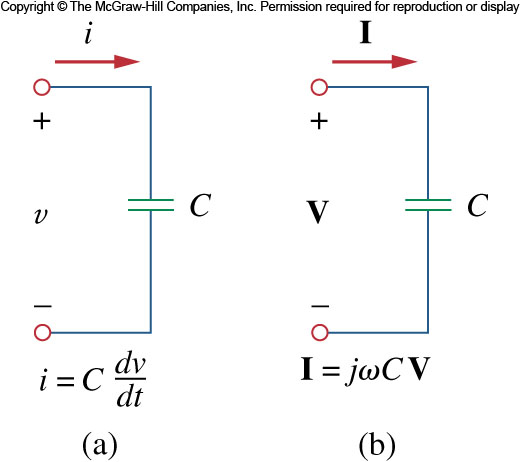 Copyright © The McGraw-Hill Companies, Inc. Permission required for reproduction or display
i
I
+
+
v
C
V
C
−
−
i = C dv/dt
I = jωC V
(a)
(b)